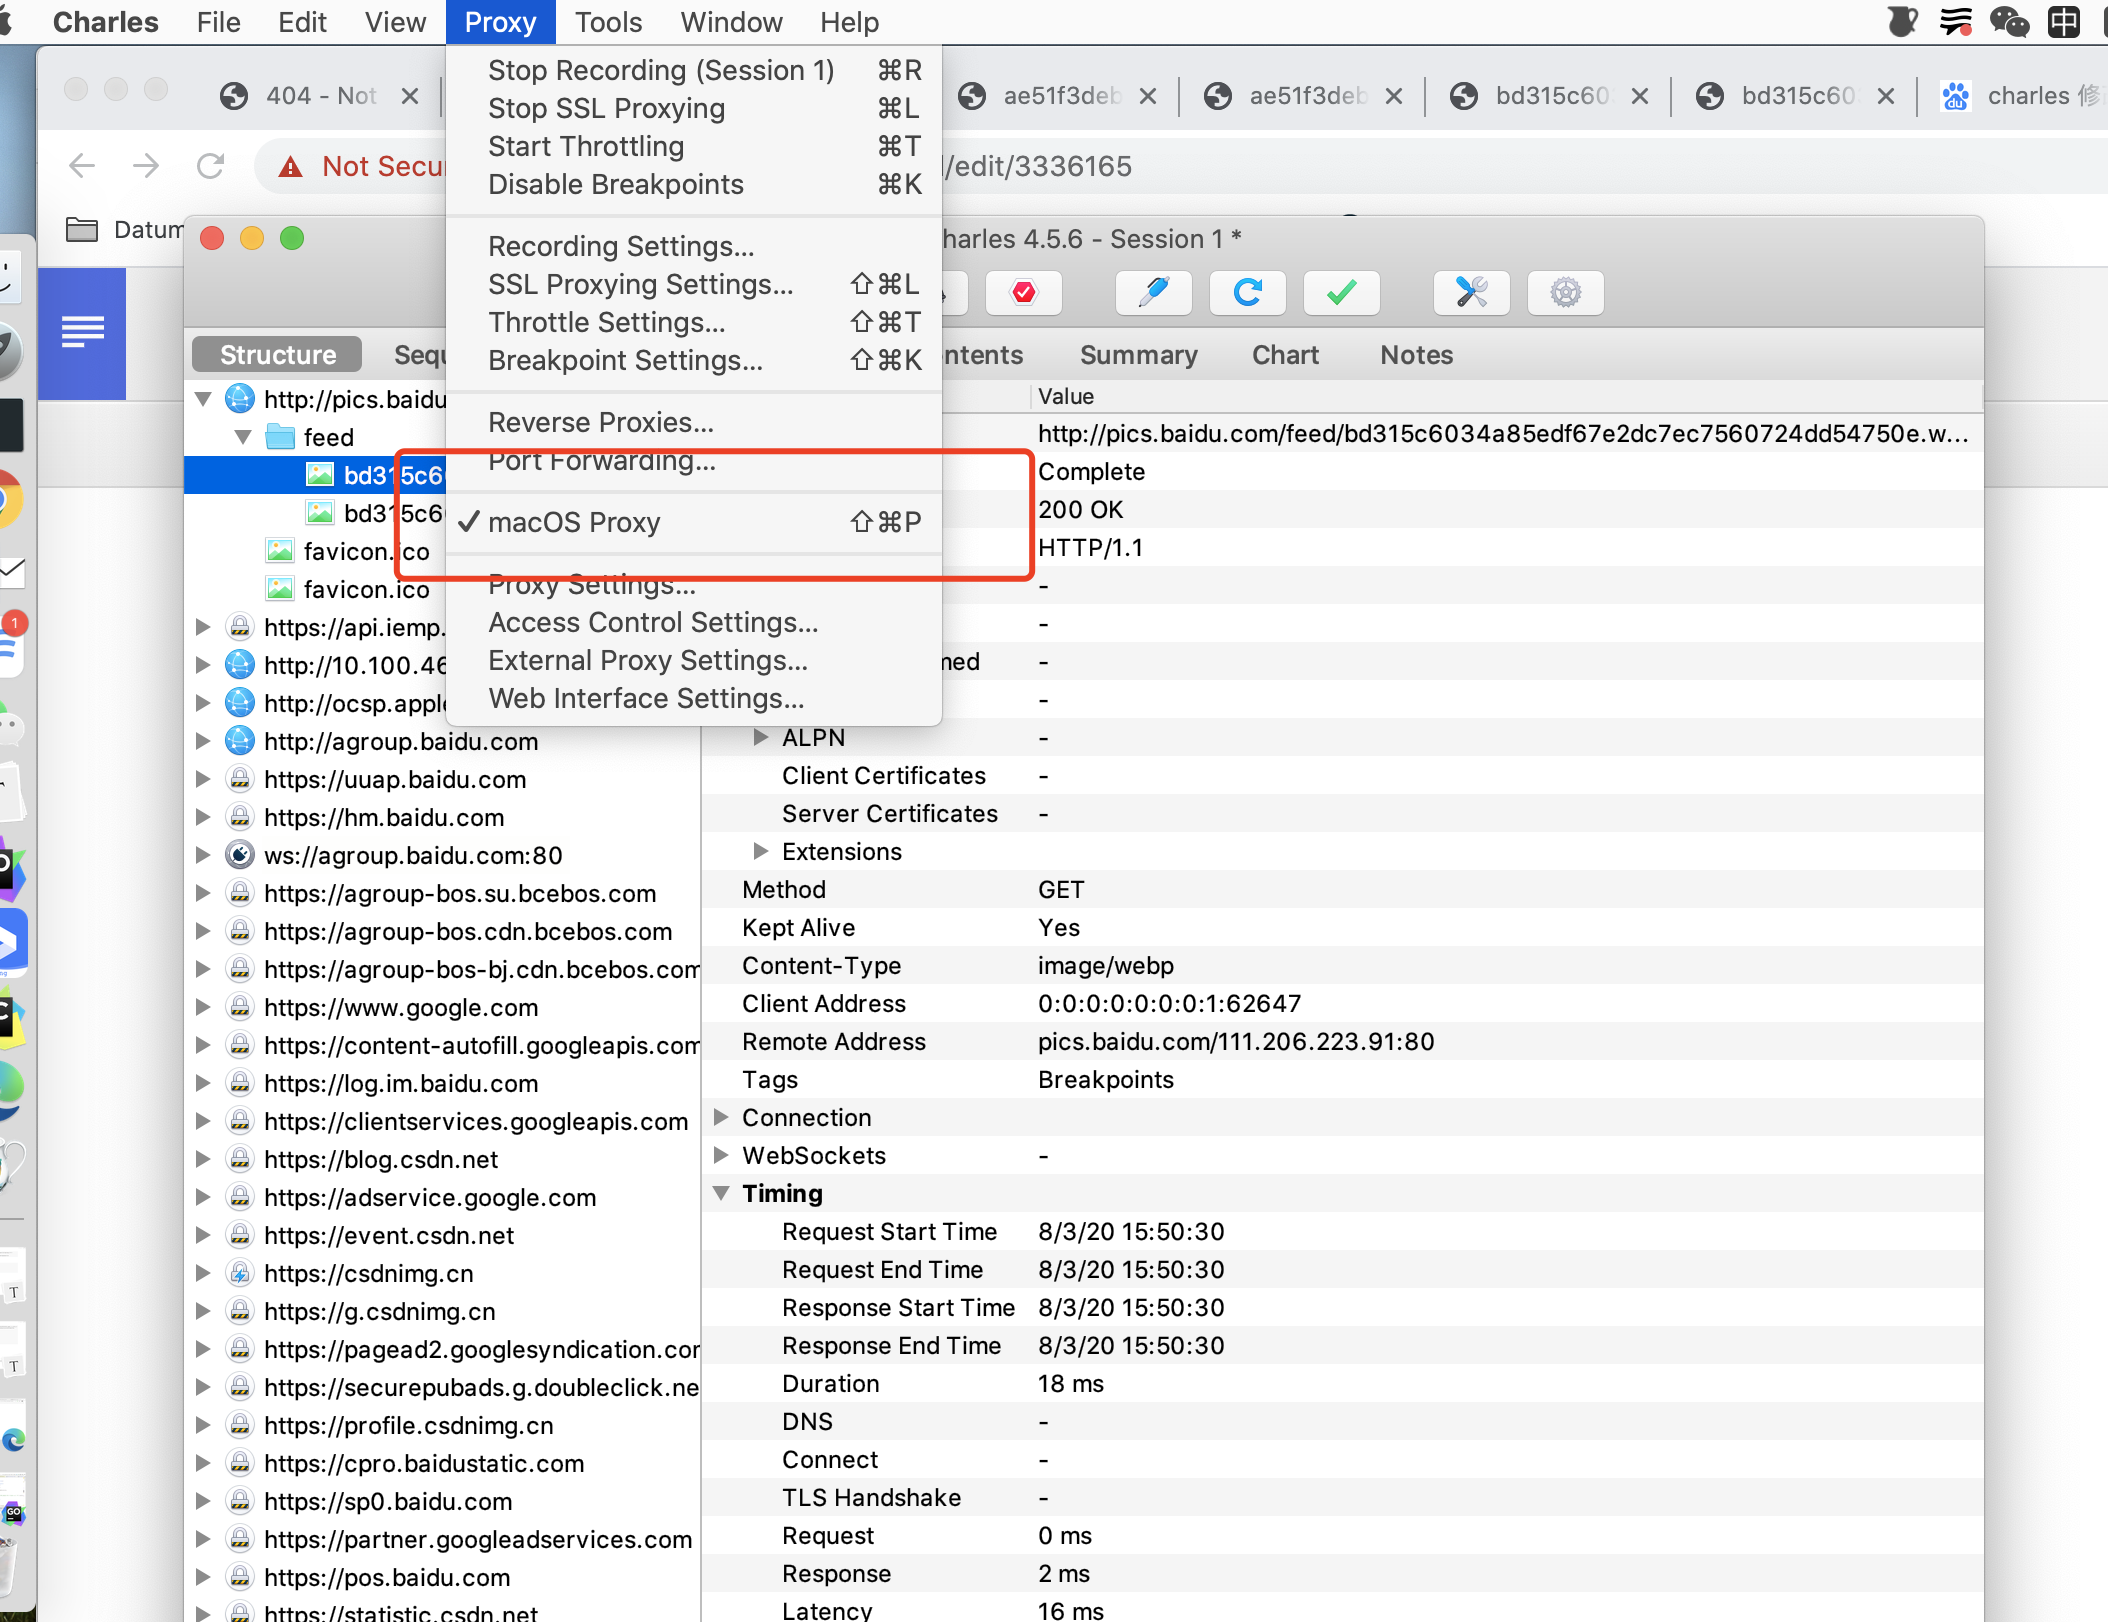 Charles File Edit View Proxy Tools Window Help 中
404 - Not ae51f3deb ae51f3deb bd315c60 bd315c60 du charles 修
Not Secu /edit/3336165
Datum
Stop Recording (Session 1) ⌘R
Stop SSL Proxying ⌘L
Start Throttling ⌘T
Disable Breakpoints ⌘K
Recording Settings...
SSL Proxying Settings... ⇧⌘L
Throttle Settings... ⇧⌘T
Breakpoint Settings... ⇧⌘K
Reverse Proxies...
Port Forwarding...
✓ macOS Proxy ⇧⌘P
Proxy Settings...
Access Control Settings...
External Proxy Settings...
Web Interface Settings...
harles 4.5.6 - Session 1 *
Structure Sequ ntents Summary Chart Notes
http://pics.baidu
feed
bd315c6
bd315c6
favicon.ico
favicon.ico
https://api.iemp.
http://10.100.46
http://ocsp.apple
http://agroup.baidu.com
https://uuap.baidu.com
https://hm.baidu.com
ws://agroup.baidu.com:80
https://agroup-bos.su.bcebos.com
https://agroup-bos.cdn.bcebos.com
https://agroup-bos-bj.cdn.bcebos.com
https://www.google.com
https://content-autofill.googleapis.com
https://log.im.baidu.com
https://clientservices.googleapis.com
https://blog.csdn.net
https://adservice.google.com
https://event.csdn.net
https://csdnimg.cn
https://g.csdnimg.cn
https://pagead2.googlesyndication.cor
https://securepubads.g.doubleclick.ne
https://profile.csdnimg.cn
https://cpro.baidustatic.com
https://sp0.baidu.com
https://partner.googleadservices.com
https://pos.baidu.com
https://statistic.csdn.net
Value
http://pics.baidu.com/feed/bd315c6034a85edf67e2dc7ec7560724dd54750e.w...
Complete
200 OK
HTTP/1.1
-
-
med -
-
ALPN -
Client Certificates -
Server Certificates -
Extensions
Method GET
Kept Alive Yes
Content-Type image/webp
Client Address 0:0:0:0:0:0:0:1:62647
Remote Address pics.baidu.com/111.206.223.91:80
Tags Breakpoints
Connection
WebSockets -
Timing
Request Start Time 8/3/20 15:50:30
Request End Time 8/3/20 15:50:30
Response Start Time 8/3/20 15:50:30
Response End Time 8/3/20 15:50:30
Duration 18 ms
DNS -
Connect -
TLS Handshake -
Request 0 ms
Response 2 ms
Latency 16 ms
1
T
T
GO